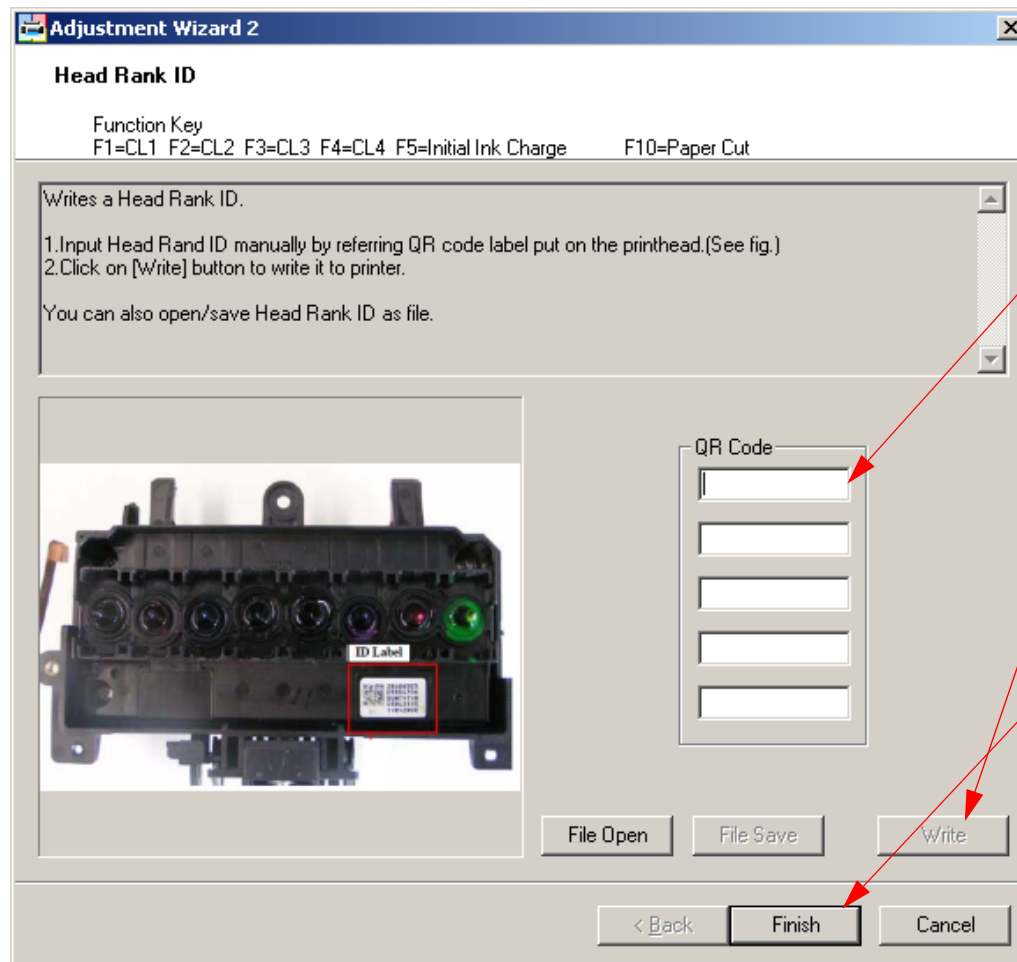 Adjustment Wizard 2
Head Rank ID
Function Key
F1=CL1 F2=CL2 F3=CL3 F4=CL4 F5=Initial Ink Charge F10=Paper Cut
Writes a Head Rank ID.
1.Input Head Rand ID manually by referring QR code label put on the printhead.(See fig.)
2.Click on [Write] button to write it to printer.
You can also open/save Head Rank ID as file.
QR Code
ID Label
File Open
File Save
Write
< Back
Finish
Cancel